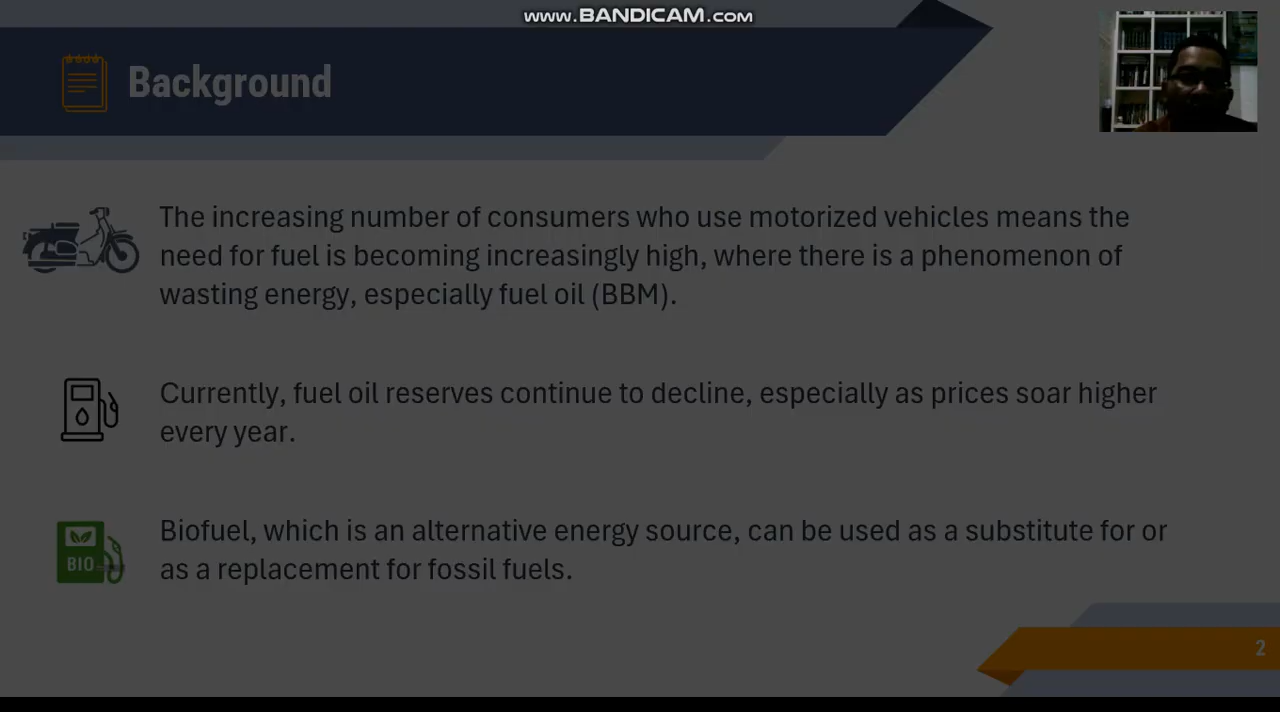 www.BANDICAM.com
Background
The increasing number of consumers who use motorized vehicles means the
need for fuel is becoming increasingly high, where there is a phenomenon of
wasting energy, especially fuel oil (BBM).
Currently, fuel oil reserves continue to decline, especially as prices soar higher
every year.
BIO
Biofuel, which is an alternative energy source, can be used as a substitute for or
as a replacement for fossil fuels.
2